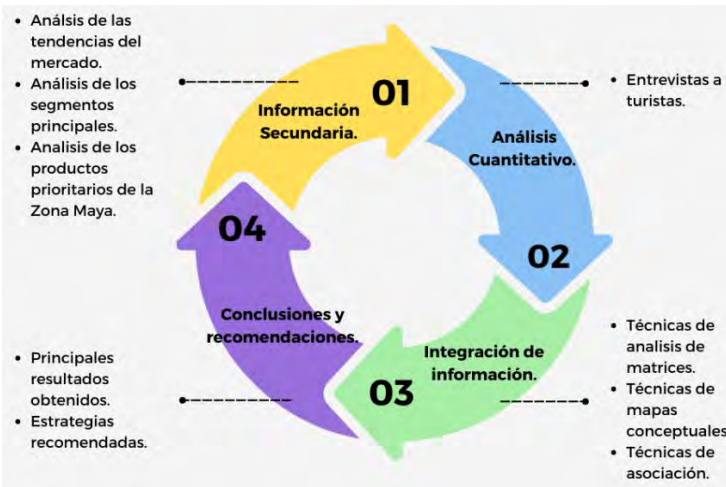 • Análsis de las
tendencias del
mercado.
• Análisis de los
segmentos
principales.
• Analisis de los
productos
prioritarios de la
Zona Maya.
01
Información
Secundaria.
• Entrevistas a
turistas.
Análisis
Cuantitativo.
02
• Técnicas de
analisis de
matrices.
• Técnicas de
mapas
conceptuales
• Técnicas de
asociación.
Integración de
información.
03
04
Conclusiones y
recomendaciones.
• Principales
resultados
obtenidos.
• Estrategias
recomendadas.